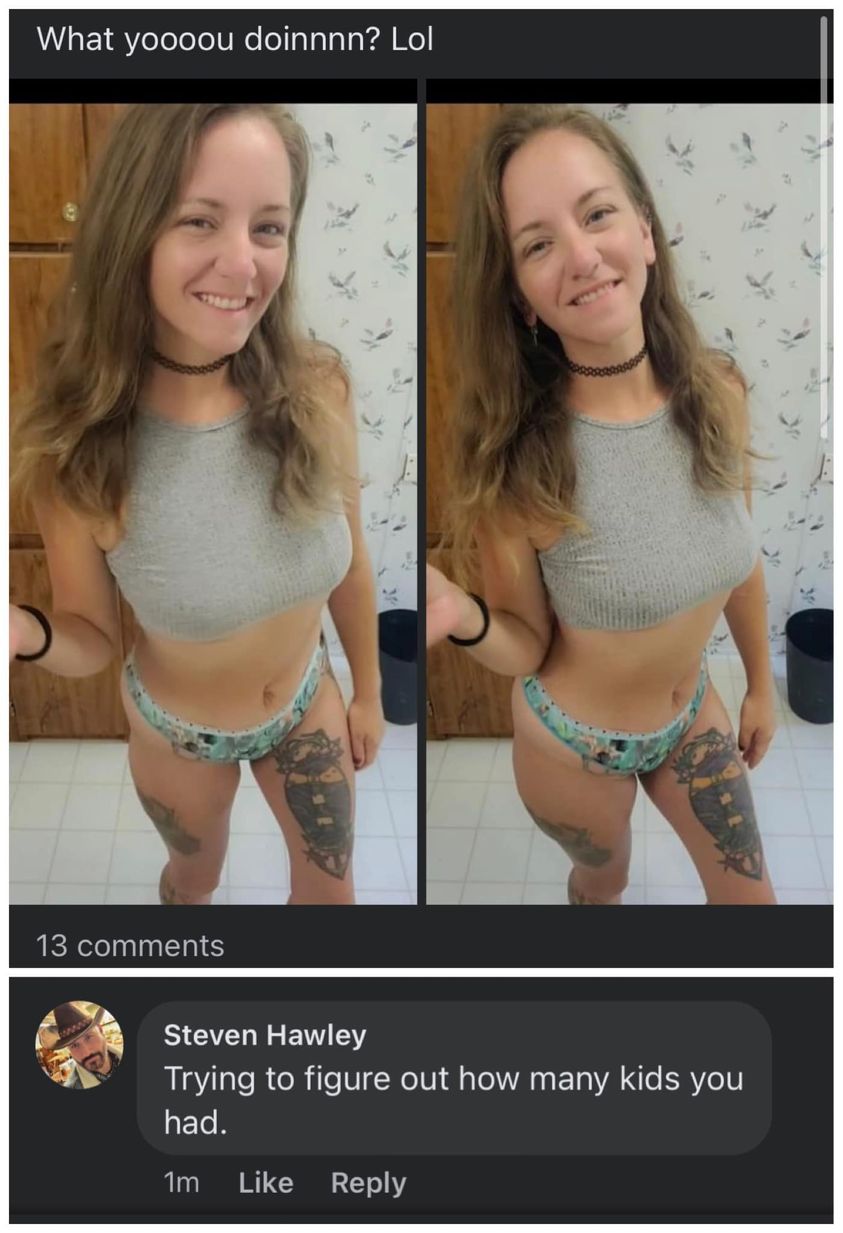 What yoooou doinnnn? Lol
13 comments
Steven Hawley
Trying to figure out how many kids you
had.
1m Like Reply